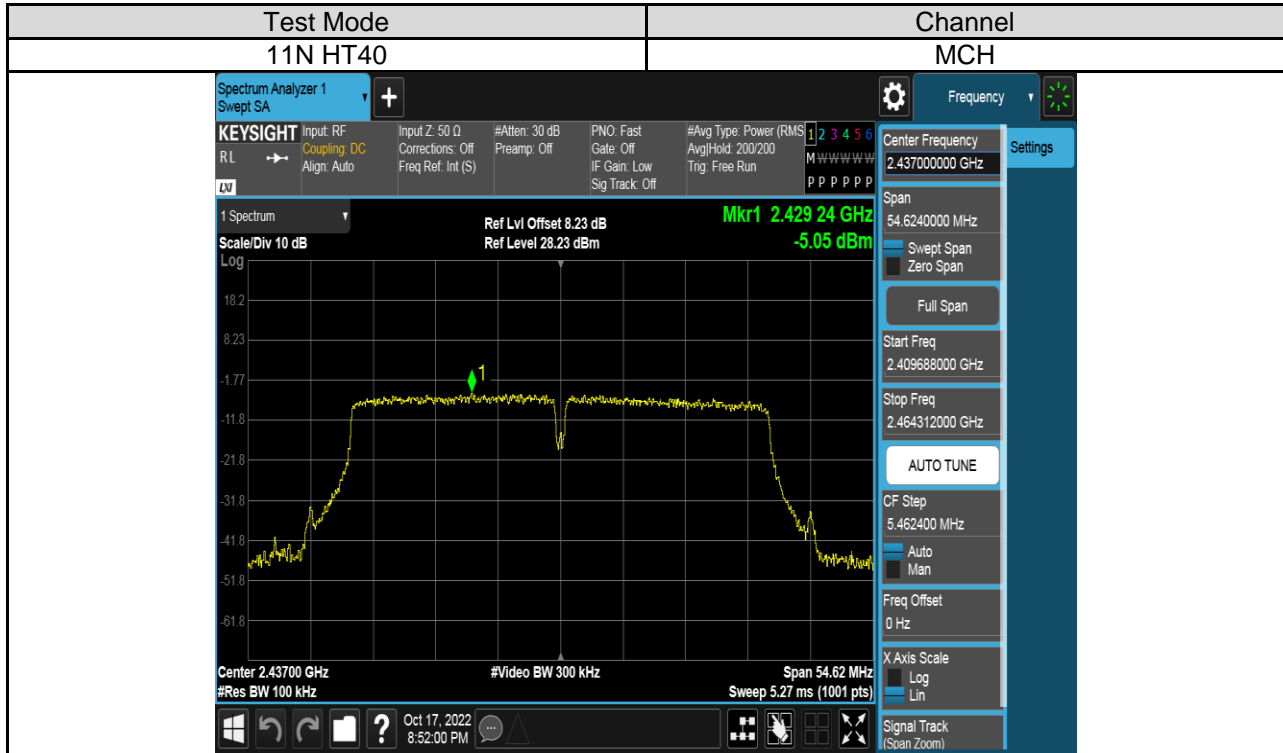 Test Mode Channel
11N HT40 MCH
Spectrum Analyzer 1
Swept SA
+
Frequency
KEYSIGHT Input: RF Input Z: 50 Ω #Atten: 30 dB PNO: Fast #Avg Type: Power (RMS 1 2 3 4 5 6
RL Coupling: DC Corrections: Off Preamp: Off Gate: Off Avg|Hold: 200/200 M W W W W W
Align: Auto Freq Ref: Int (S) IF Gain: Low Trig: Free Run
LXI Sig Track: Off P P P P P P
1 Spectrum Ref Lvl Offset 8.23 dB Mkr1 2.429 24 GHz
Scale/Div 10 dB Ref Level 28.23 dBm -5.05 dBm
Log
18.2
8.23
-1.77
-11.8
-21.8
-31.8
-41.8
-51.8
-61.8
1
Center 2.43700 GHz #Video BW 300 kHz Span 54.62 MHz
#Res BW 100 kHz Sweep 5.27 ms (1001 pts)
? Oct 17, 2022
8:52:00 PM
Center Frequency
2.437000000 GHz
Settings
Span
54.6240000 MHz
Swept Span
Zero Span
Full Span
Start Freq
2.409688000 GHz
Stop Freq
2.464312000 GHz
AUTO TUNE
CF Step
5.462400 MHz
Auto
Man
Freq Offset
0 Hz
X Axis Scale
Log
Lin
Signal Track
(Span Zoom)